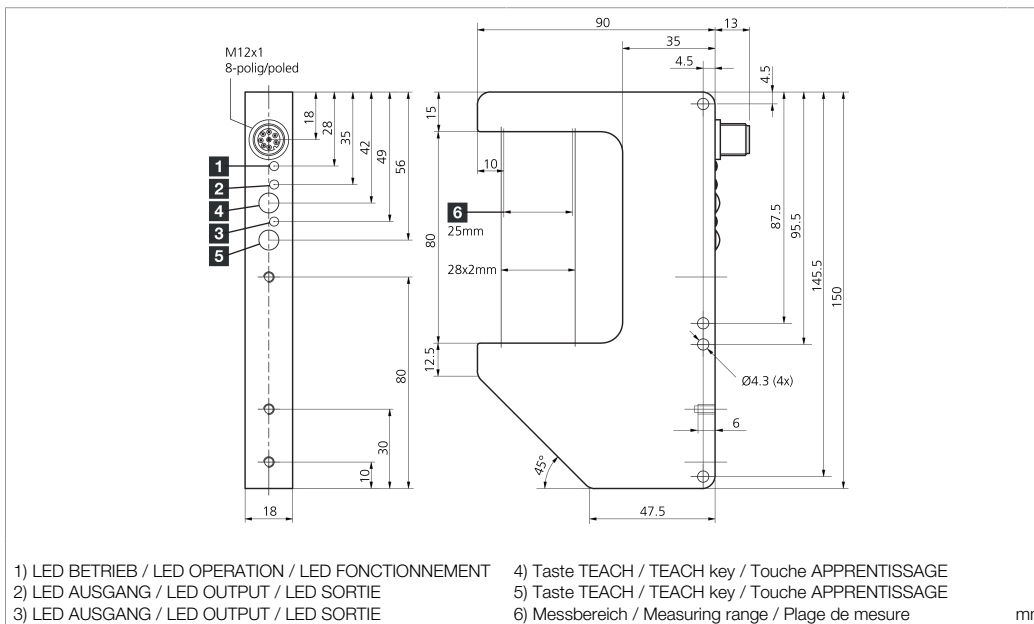 90
13
35
4.5
4.5
M12x1
8-polig/poled
15
18
28
35
42
49
56
1
2
4
3
5
10
6
25mm
28x2mm
80
87.5
95.5
145.5
150
12.5
80
Ø4.3 (4x)
6
30
10
45°
18
47.5
1) LED BETRIEB / LED OPERATION / LED FONCTIONNEMENT
2) LED AUSGANG / LED OUTPUT / LED SORTIE
3) LED AUSGANG / LED OUTPUT / LED SORTIE
4) Taste TEACH / TEACH key / Touche APPRENTISSAGE
5) Taste TEACH / TEACH key / Touche APPRENTISSAGE
6) Messbereich / Measuring range / Plage de mesure